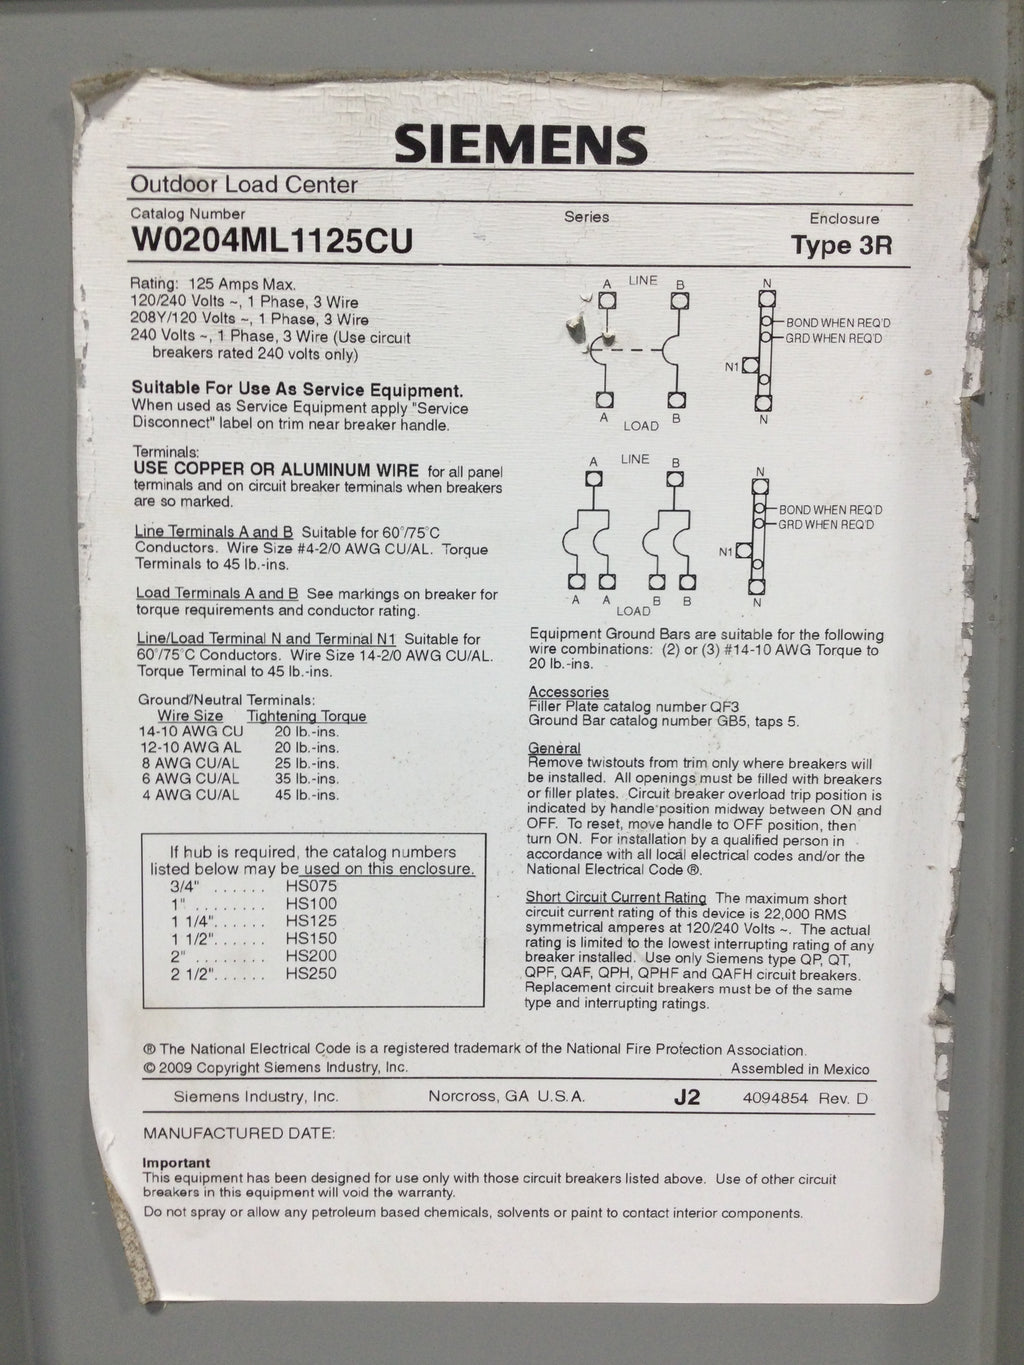 SIEMENS
Outdoor Load Center
Catalog Number
W0204ML1125CU
Series
Enclosure
Type 3R
Rating: 125 Amps Max.
120/240 Volts ~, 1 Phase, 3 Wire
208Y/120 Volts ~, 1 Phase, 3 Wire
240 Volts ~, 1 Phase, 3 Wire (Use circuit
breakers rated 240 volts only)
Suitable For Use As Service Equipment.
When used as Service Equipment apply "Service
Disconnect" label on trim near breaker handle.
Terminals:
USE COPPER OR ALUMINUM WIRE for all panel
terminals and on circuit breaker terminals when breakers
are so marked.
Line Terminals A and B Suitable for 60°/75°C
Conductors. Wire Size #4-2/0 AWG CU/AL. Torque
Terminals to 45 lb.-ins.
Load Terminals A and B See markings on breaker for
torque requirements and conductor rating.
Line/Load Terminal N and Terminal N1 Suitable for
60°/75°C Conductors. Wire Size 14-2/0 AWG CU/AL.
Torque Terminal to 45 lb.-ins.
Ground/Neutral Terminals:
Wire Size Tightening Torque
14-10 AWG CU 20 lb.-ins.
12-10 AWG AL 20 lb.-ins.
8 AWG CU/AL 25 lb.-ins.
6 AWG CU/AL 35 lb.-ins.
4 AWG CU/AL 45 lb.-ins.
If hub is required, the catalog numbers
listed below may be used on this enclosure.
3/4" ...... HS075
1" ........ HS100
1 1/4"...... HS125
1 1/2"...... HS150
2" ........ HS200
2 1/2"...... HS250
A LINE B N
BOND WHEN REQ'D
GRD WHEN REQ'D
N1
A LOAD B N
A LINE B N
BOND WHEN REQ'D
GRD WHEN REQ'D
N1
A A B B N
LOAD
Equipment Ground Bars are suitable for the following
wire combinations: (2) or (3) #14-10 AWG Torque to
20 lb.-ins.
Accessories
Filler Plate catalog number QF3
Ground Bar catalog number GB5, taps 5.
General
Remove twistouts from trim only where breakers will
be installed. All openings must be filled with breakers
or filler plates. Circuit breaker overload trip position is
indicated by handle position midway between ON and
OFF. To reset, move handle to OFF position, then
turn ON. For installation by a qualified person in
accordance with all local electrical codes and/or the
National Electrical Code ®.
Short Circuit Current Rating The maximum short
circuit current rating of this device is 22,000 RMS
symmetrical amperes at 120/240 Volts ~. The actual
rating is limited to the lowest interrupting rating of any
breaker installed. Use only Siemens type QP, QT,
QPF, QAF, QPH, QPHF and QAFH circuit breakers.
Replacement circuit breakers must be of the same
type and interrupting ratings.
® The National Electrical Code is a registered trademark of the National Fire Protection Association.
© 2009 Copyright Siemens Industry, Inc. Assembled in Mexico
Siemens Industry, Inc. Norcross, GA U.S.A. J2 4094854 Rev. D
MANUFACTURED DATE:
Important
This equipment has been designed for use only with those circuit breakers listed above. Use of other circuit
breakers in this equipment will void the warranty.
Do not spray or allow any petroleum based chemicals, solvents or paint to contact interior components.